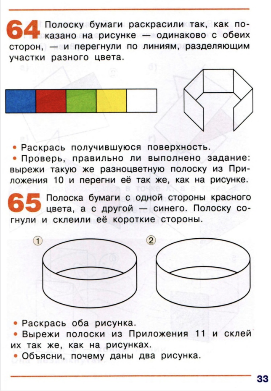 64 Полоску бумаги раскрасили так, как по-
казано на рисунке — одинаково с обеих
сторон, — и перегнули по линиям, разделяющим
участки разного цвета.
• Раскрась получившуюся поверхность.
• Проверь, правильно ли выполнено задание:
вырежи такую же разноцветную полоску из При-
ложения 10 и перегни её так же, как на рисунке.
65 Полоска бумаги с одной стороны красного
цвета, а с другой — синего. Полоску со-
гнули и склеили её короткие стороны.
1 2
• Раскрась оба рисунка.
• Вырежи полоски из Приложения 11 и склей
их так же, как на рисунках.
• Объясни, почему даны два рисунка.
33